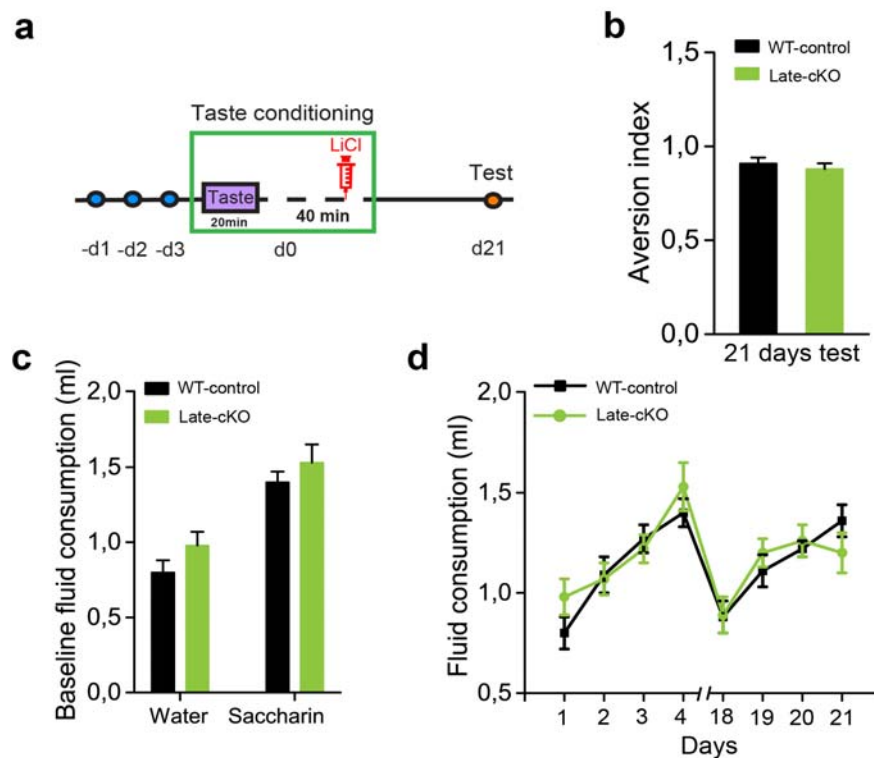 a
Taste conditioning
LiCl
Test
Taste
20min
40 min
-d1 -d2 -d3 d0 d21
b
WT-control
Late-cKO
Aversion index
1,5
1,0
0,5
0,0
21 days test
c
WT-control
Late-cKO
Baseline fluid consumption (ml)
2,0
1,5
1,0
0,5
0,0
Water Saccharin
d
WT-control
Late-cKO
Fluid consumption (ml)
2,0
1,5
1,0
0,5
1 2 3 4 18 19 20 21
Days